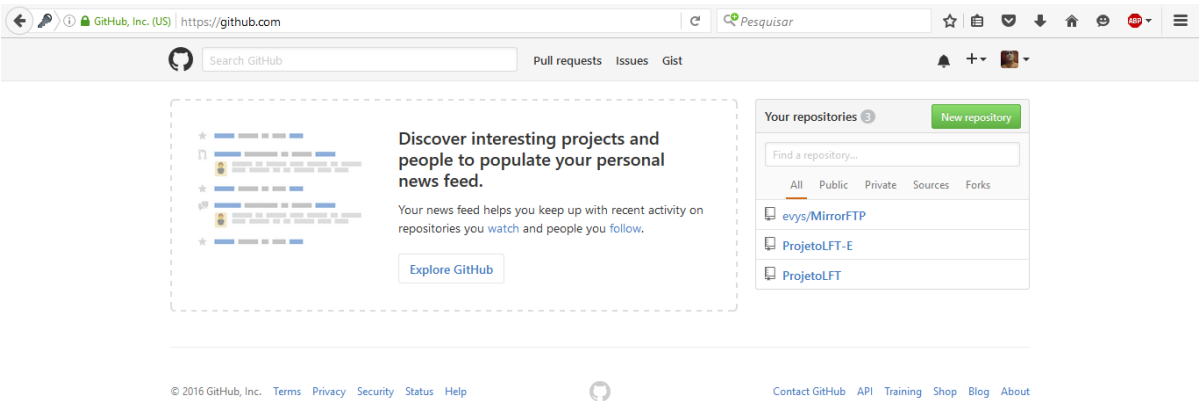 GitHub, Inc. (US) https://github.com Pesquisar ABP
Search GitHub Pull requests Issues Gist
Discover interesting projects and
people to populate your personal
news feed.
Your news feed helps you keep up with recent activity on
repositories you watch and people you follow.
Explore GitHub
Your repositories 3 New repository
Find a repository...
All Public Private Sources Forks
evys/MirrorFTP
ProjetoLFT-E
ProjetoLFT
© 2016 GitHub, Inc. Terms Privacy Security Status Help Contact GitHub API Training Shop Blog About